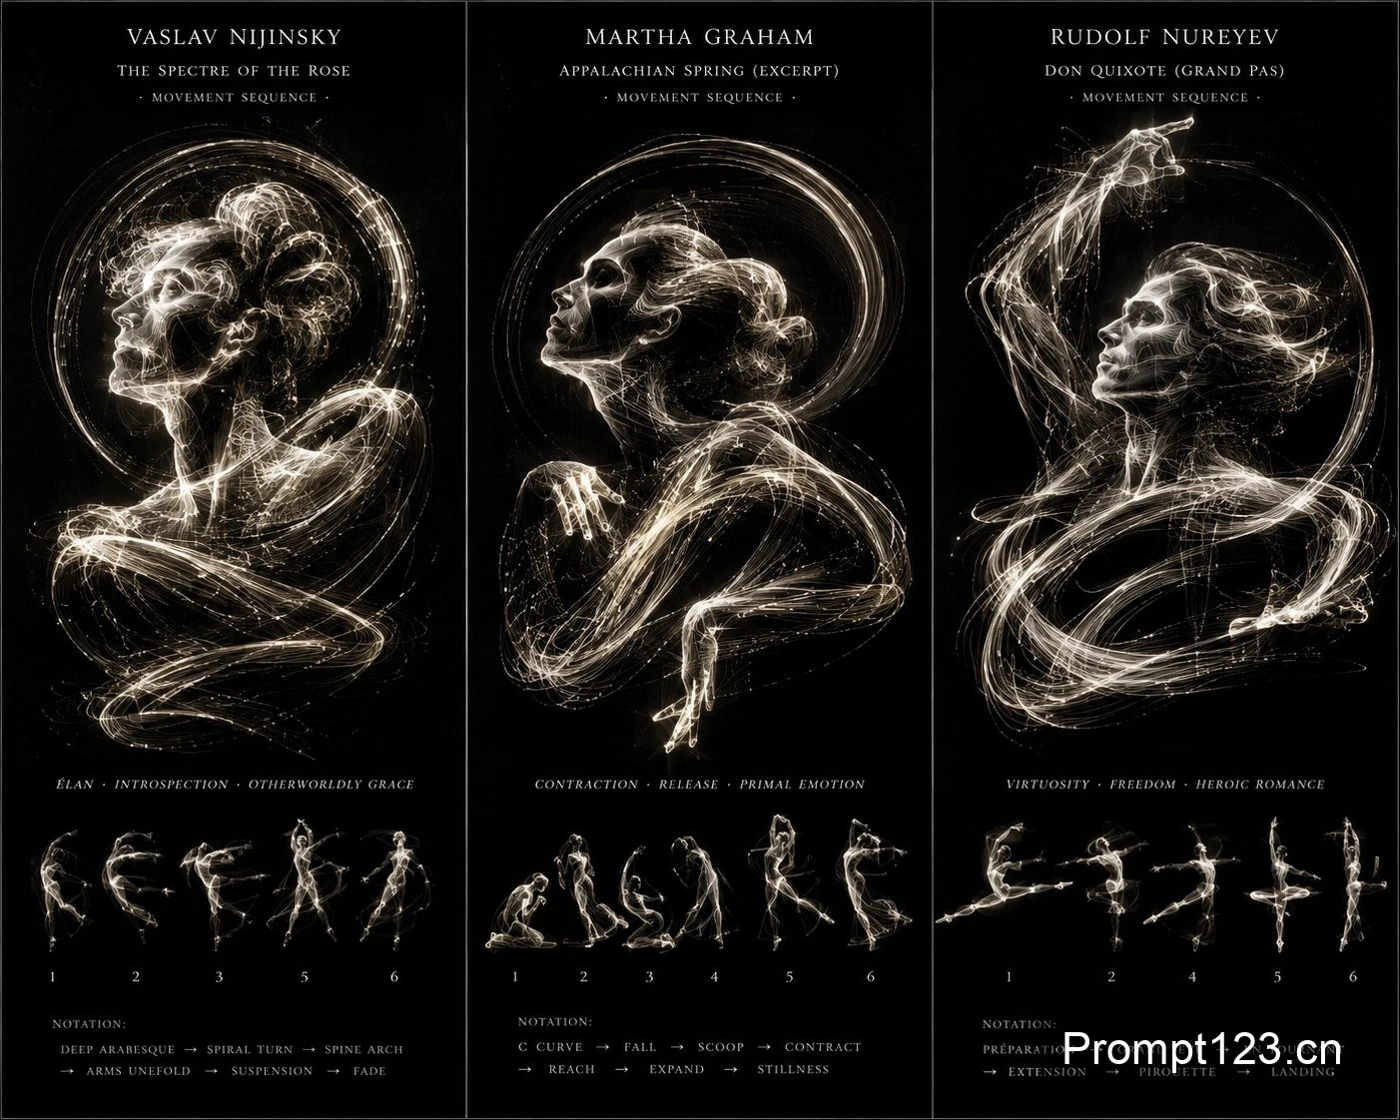 VASLAV NIJINSKY
THE SPECTRE OF THE ROSE
· MOVEMENT SEQUENCE ·
ÉLAN · INTROSPECTION · OTHERWORLDLY GRACE
1 2 3 5 6
NOTATION:
DEEP ARABESQUE → SPIRAL TURN → SPINE ARCH
→ ARMS UNEFOLD → SUSPENSION → FADE
MARTHA GRAHAM
APPALACHIAN SPRING (EXCERPT)
· MOVEMENT SEQUENCE ·
CONTRACTION · RELEASE · PRIMAL EMOTION
1 2 3 4 5 6
NOTATION:
C CURVE → FALL → SCOOP → CONTRACT
→ REACH → EXPAND → STILLNESS
RUDOLF NUREYEV
DON QUIXOTE (GRAND PAS)
· MOVEMENT SEQUENCE ·
VIRTUOSITY · FREEDOM · HEROIC ROMANCE
1 2 4 5 6
NOTATION:
PRÉPARATION →
→ EXTENSION → PIROUETTE → LANDING
Prompt123.cn